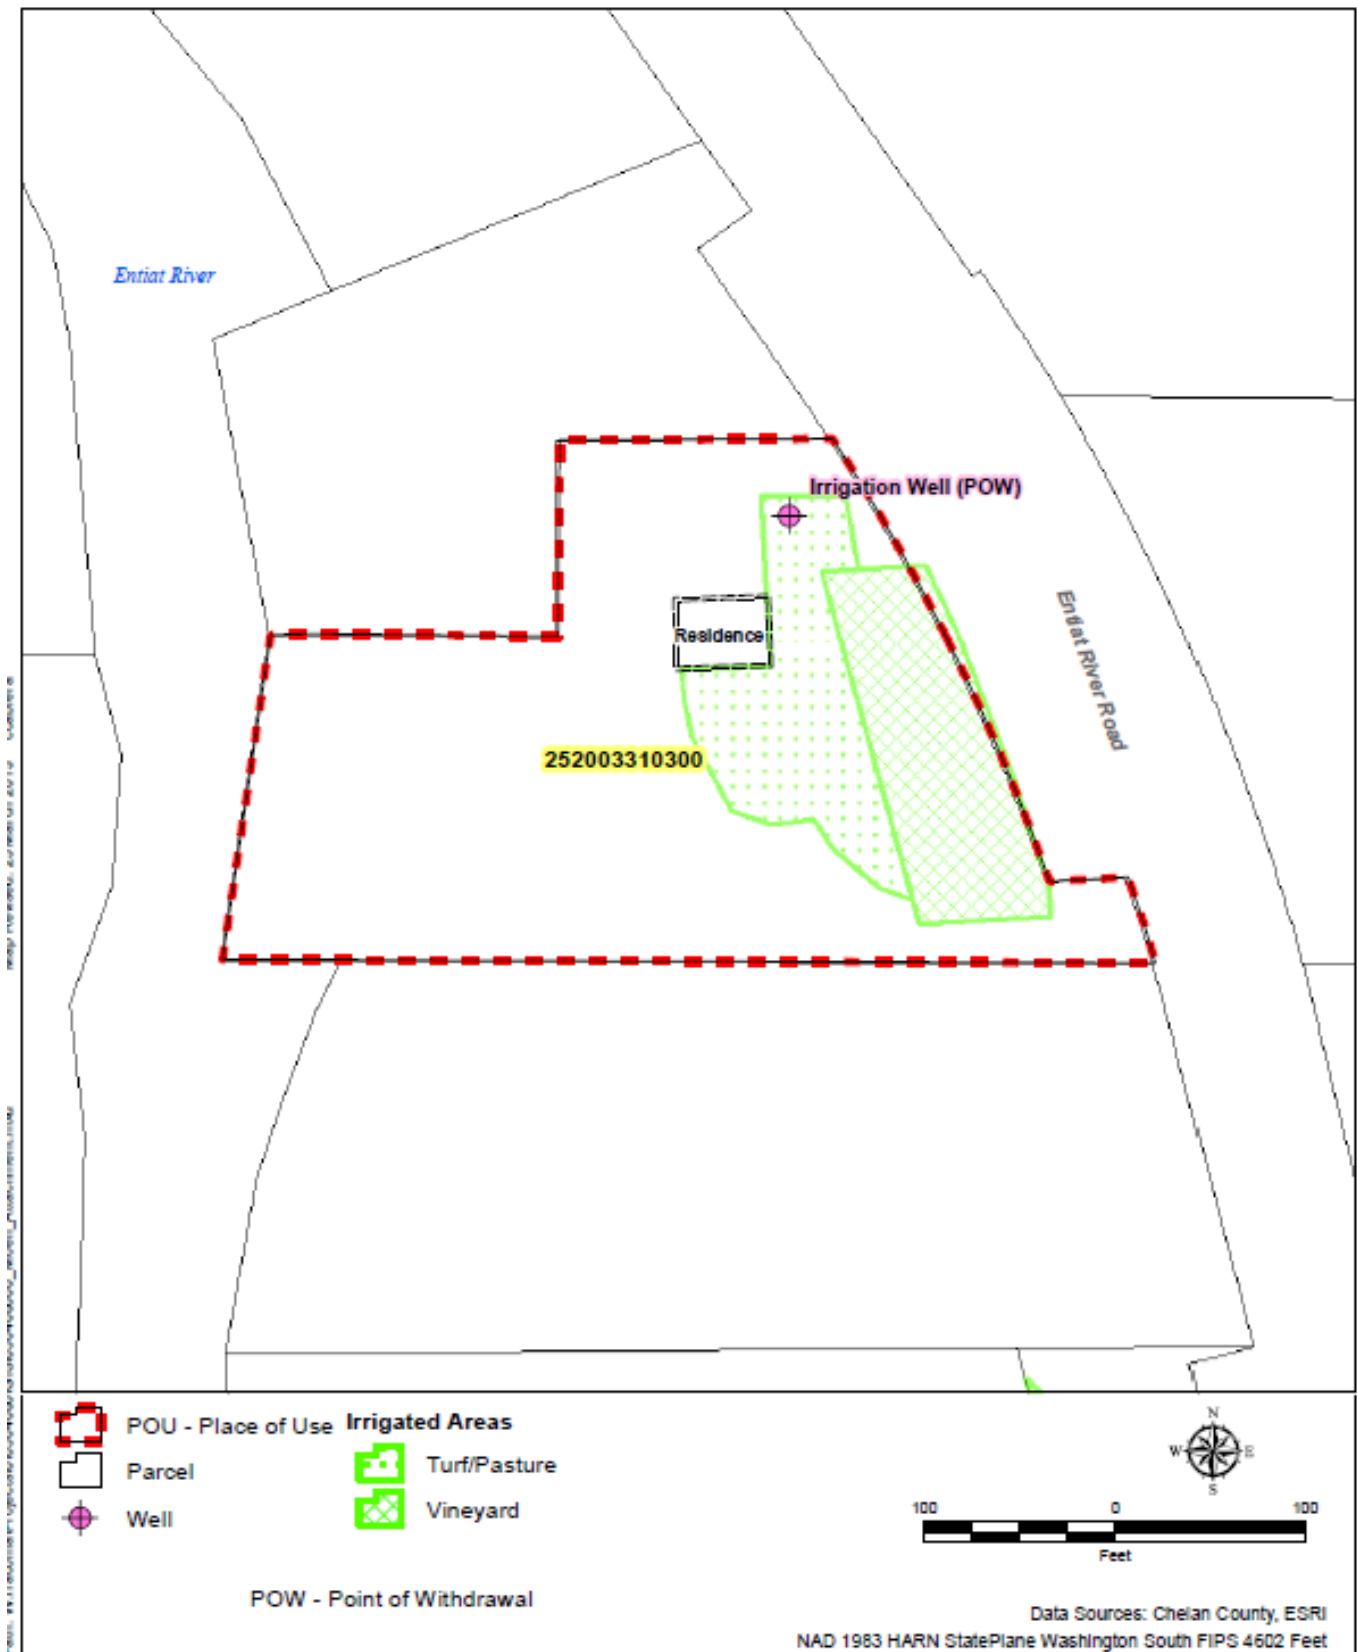 Entiat River
Irrigation Well (POW)
Residence
Entiat River Road
252003310300
POU - Place of Use
Irrigated Areas
Parcel
Turf/Pasture
Well
Vineyard
POW - Point of Withdrawal
N
W E
S
100 0 100
Feet
Data Sources: Chelan County, ESRI
NAD 1983 HARN StatePlane Washington South FIPS 4602 Feet